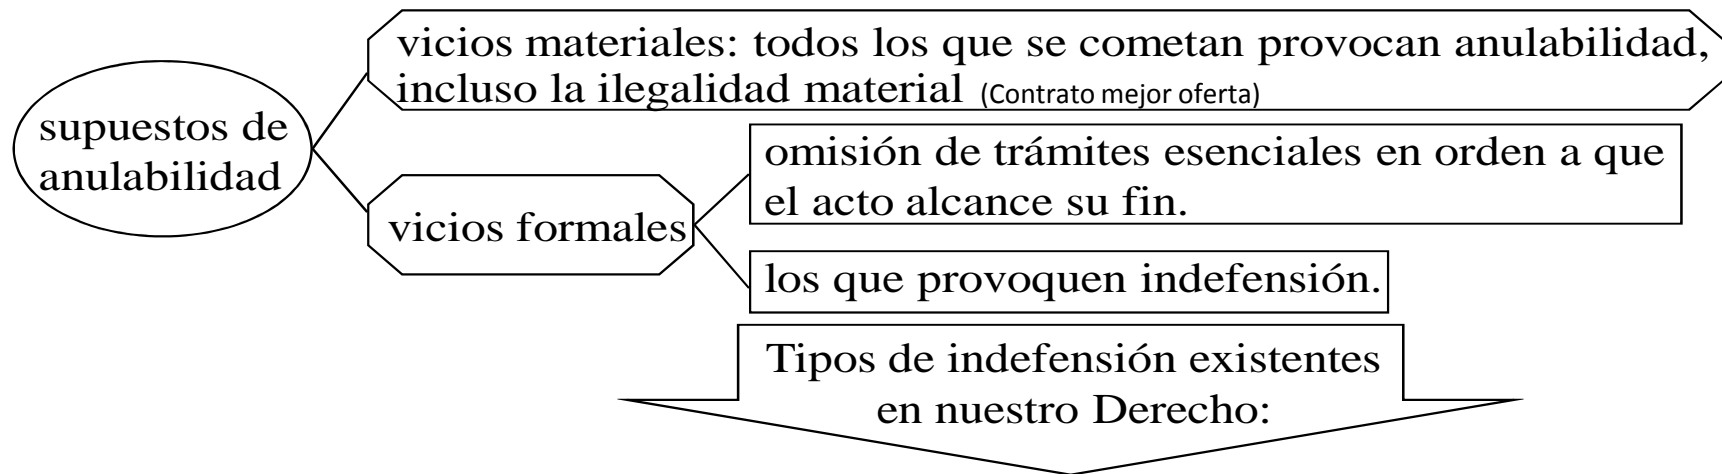 supuestos de
anulabilidad
vicios materiales: todos los que se cometan provocan anulabilidad,
incluso la ilegalidad material (Contrato mejor oferta)
vicios formales
omisión de trámites esenciales en orden a que
el acto alcance su fin.
los que provoquen indefensión.
Tipos de indefensión existentes
en nuestro Derecho: